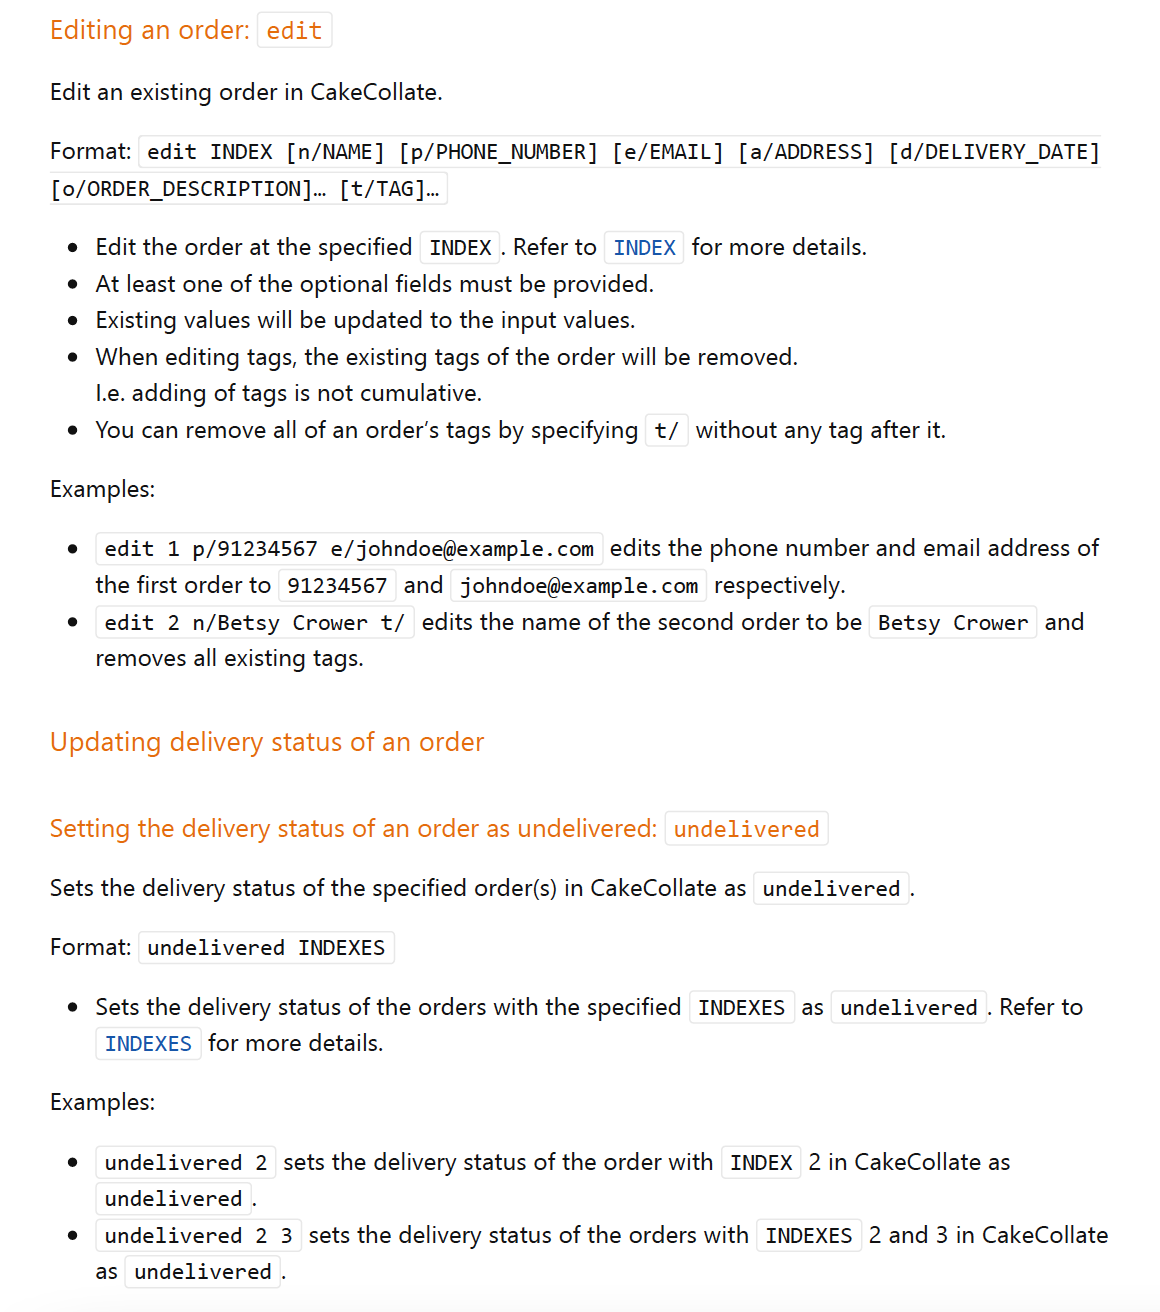 Editing an order: edit
Edit an existing order in CakeCollate.
Format: edit INDEX [n/NAME] [p/PHONE_NUMBER] [e/EMAIL] [a/ADDRESS] [d/DELIVERY_DATE]
[o/ORDER_DESCRIPTION]… [t/TAG]…
• Edit the order at the specified INDEX. Refer to INDEX for more details.
• At least one of the optional fields must be provided.
• Existing values will be updated to the input values.
• When editing tags, the existing tags of the order will be removed.
I.e. adding of tags is not cumulative.
• You can remove all of an order’s tags by specifying t/ without any tag after it.
Examples:
• edit 1 p/91234567 e/johndoe@example.com edits the phone number and email address of
the first order to 91234567 and johndoe@example.com respectively.
• edit 2 n/Betsy Crower t/ edits the name of the second order to be Betsy Crower and
removes all existing tags.
Updating delivery status of an order
Setting the delivery status of an order as undelivered: undelivered
Sets the delivery status of the specified order(s) in CakeCollate as undelivered.
Format: undelivered INDEXES
• Sets the delivery status of the orders with the specified INDEXES as undelivered. Refer to
INDEXES for more details.
Examples:
• undelivered 2 sets the delivery status of the order with INDEX 2 in CakeCollate as
undelivered.
• undelivered 2 3 sets the delivery status of the orders with INDEXES 2 and 3 in CakeCollate
as undelivered.